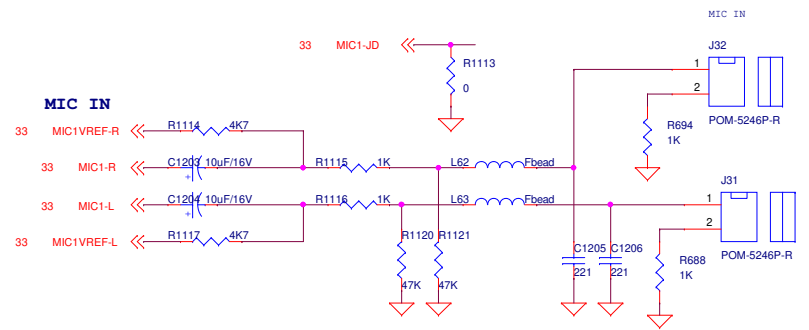 MIC IN
33 MIC1-JD
R1113
0
J32
1
2
POM-5246P-R
R694
1K
MIC IN
33 MIC1VREF-R
R1114 4K7
33 MIC1-R
C1203 10uF/16V
R1115 1K
L62 Fbead
33 MIC1-L
C1204 10uF/16V
R1116 1K
L63 Fbead
33 MIC1VREF-L
R1117 4K7
R1120 R1121
47K 47K
C1205 C1206
221 221
J31
1
2
POM-5246P-R
R688
1K